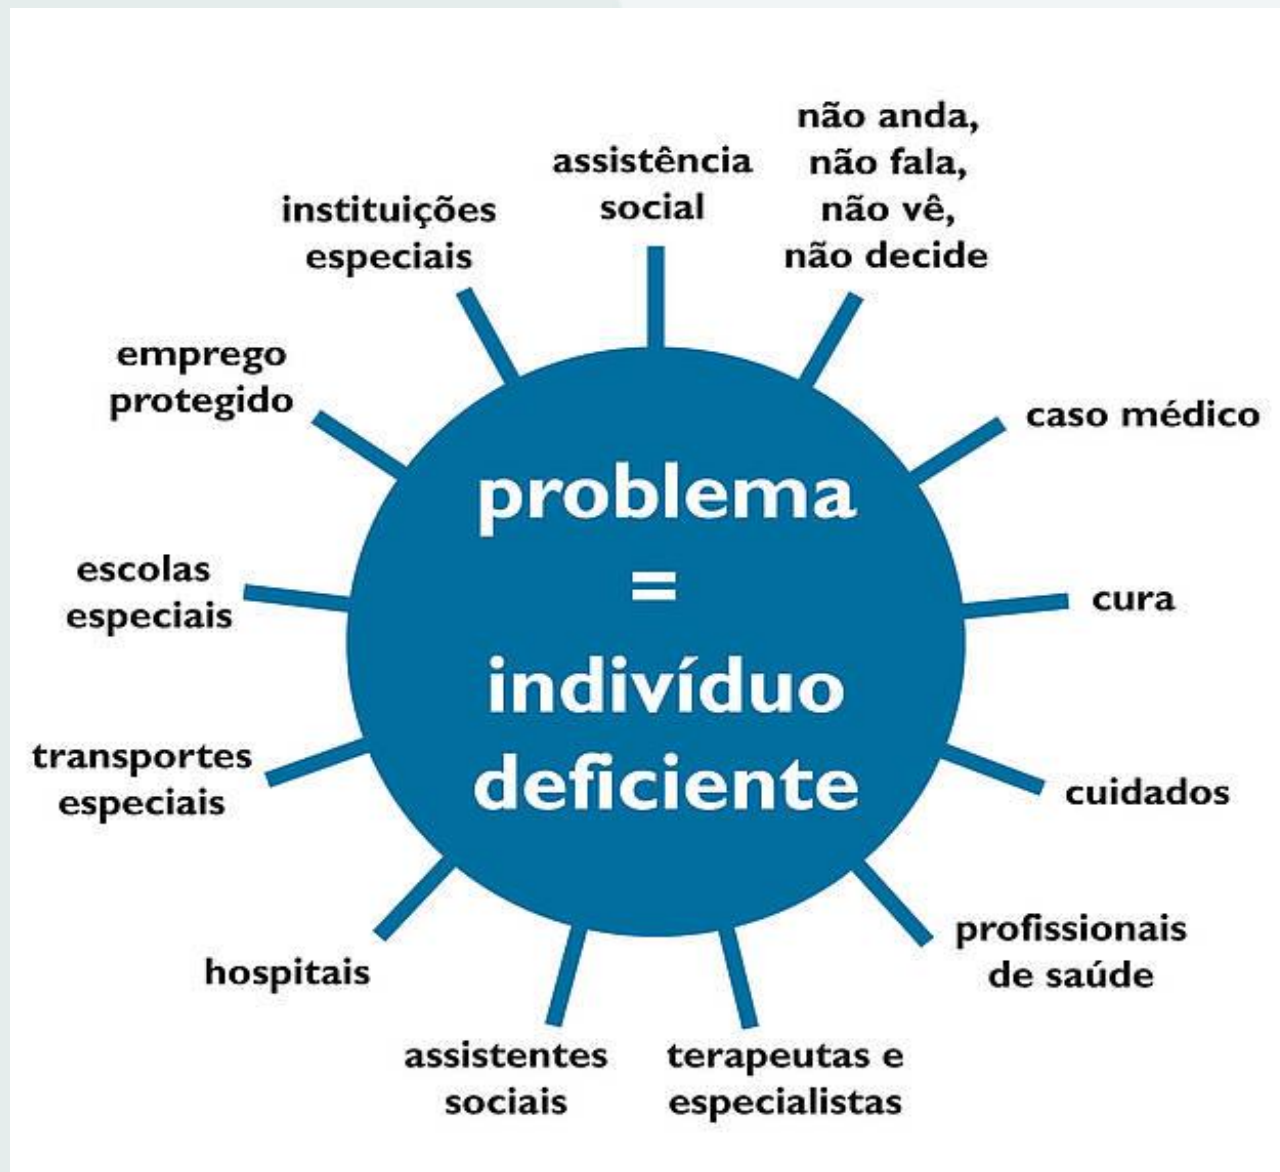 não anda,
não fala,
não vê,
não decide
assistência
social
instituições
especiais
emprego
protegido
escolas
especiais
transportes
especiais
hospitais
assistentes
sociais
terapeutas e
especialistas
profissionais
de saúde
cuidados
cura
caso médico
problema
=
indivíduo
deficiente